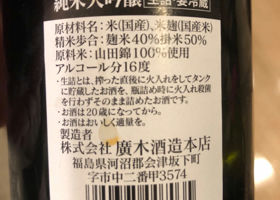 純米大吟醸 生詰・要冷蔵
原材料名：米(国産)、米麹(国産米)
精米歩合：麹米40%掛米50%
原料米：山田錦100%使用
アルコール分16度
・生詰とは、搾った直後に火入れをしてタンク
に貯蔵したお酒を、瓶詰め時に火入れ殺菌
を行わずそのまま詰めたものです。
・お酒は20歳になってから。
・お酒はおいしく適量を。
製造者
株式会社 廣木酒造本店
福島県河沼郡会津坂下町
字市中二番甲3574